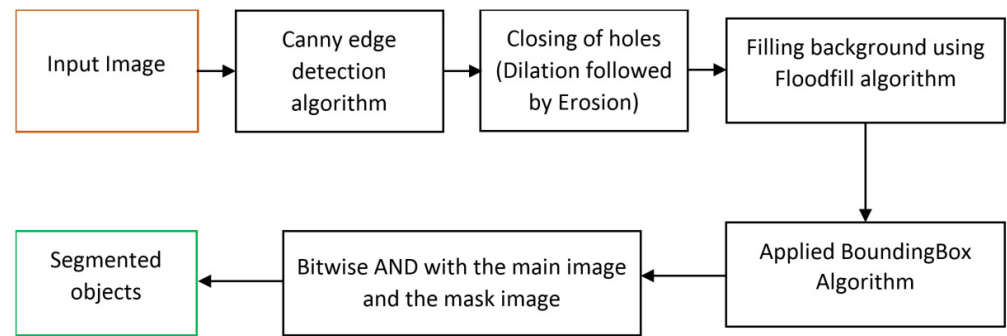 Input Image
Canny edge
detection
algorithm
Closing of holes
(Dilation followed
by Erosion)
Filling background using
Floodfill algorithm
Applied BoundingBox
Algorithm
Bitwise AND with the main image
and the mask image
Segmented
objects